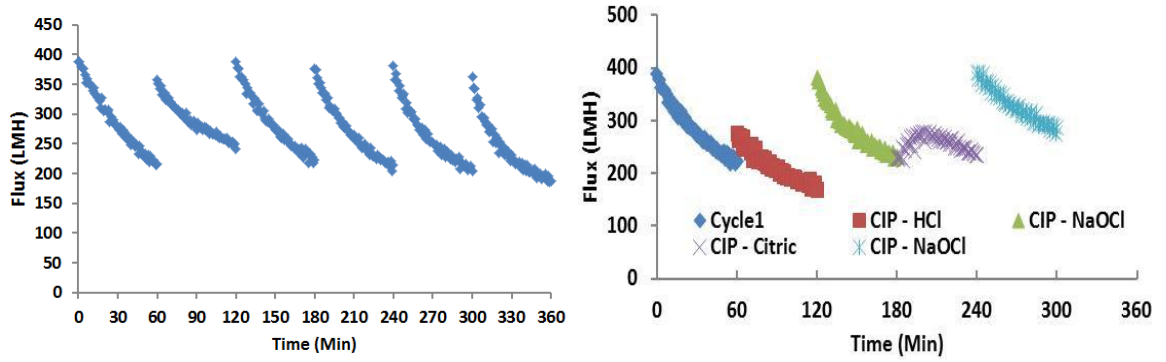 Flux (LMH)
450
400
350
300
250
200
150
100
50
0
0 30 60 90 120 150 180 210 240 270 300 330 360
Time (Min)
Flux (LMH)
500
400
300
200
100
0
Cycle1 CIP - HCl CIP - NaOCl
CIP - Citric CIP - NaOCl
0 60 120 180 240 300 360
Time (Min)